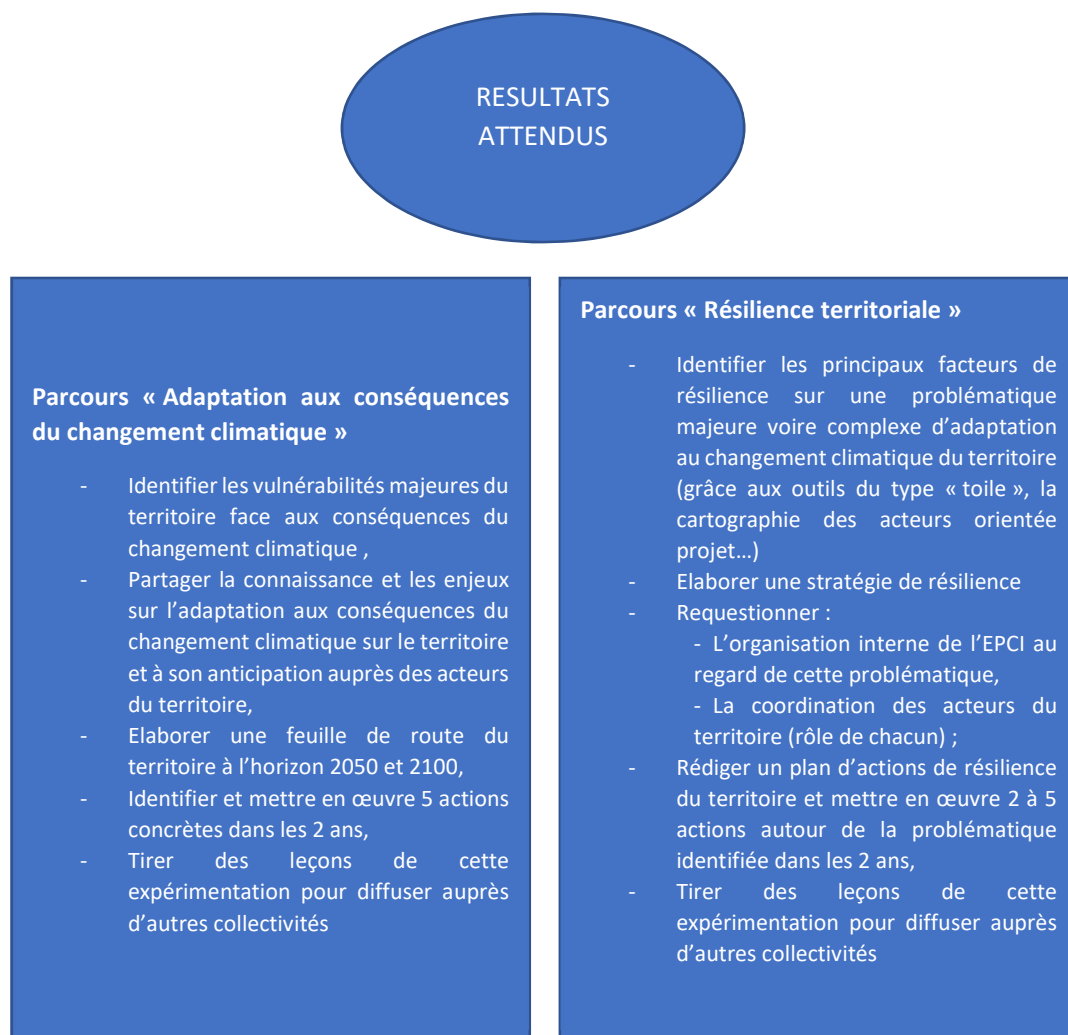 RESULTATS
ATTENDUS
Parcours « Adaptation aux conséquences
du changement climatique »
- Identifier les vulnérabilités majeures du
territoire face aux conséquences du
changement climatique ,
- Partager la connaissance et les enjeux
sur l’adaptation aux conséquences du
changement climatique sur le territoire
et à son anticipation auprès des acteurs
du territoire,
- Elaborer une feuille de route du
territoire à l’horizon 2050 et 2100,
- Identifier et mettre en œuvre 5 actions
concrètes dans les 2 ans,
- Tirer des leçons de cette
expérimentation pour diffuser auprès
d’autres collectivités
Parcours « Résilience territoriale »
- Identifier les principaux facteurs de
résilience sur une problématique
majeure voire complexe d’adaptation
au changement climatique du territoire
(grâce aux outils du type « toile », la
cartographie des acteurs orientée
projet…)
- Elaborer une stratégie de résilience
- Requestionner :
- L’organisation interne de l’EPCI au
regard de cette problématique,
- La coordination des acteurs du
territoire (rôle de chacun) ;
- Rédiger un plan d’actions de résilience
du territoire et mettre en œuvre 2 à 5
actions autour de la problématique
identifiée dans les 2 ans,
- Tirer des leçons de cette
expérimentation pour diffuser auprès
d’autres collectivités